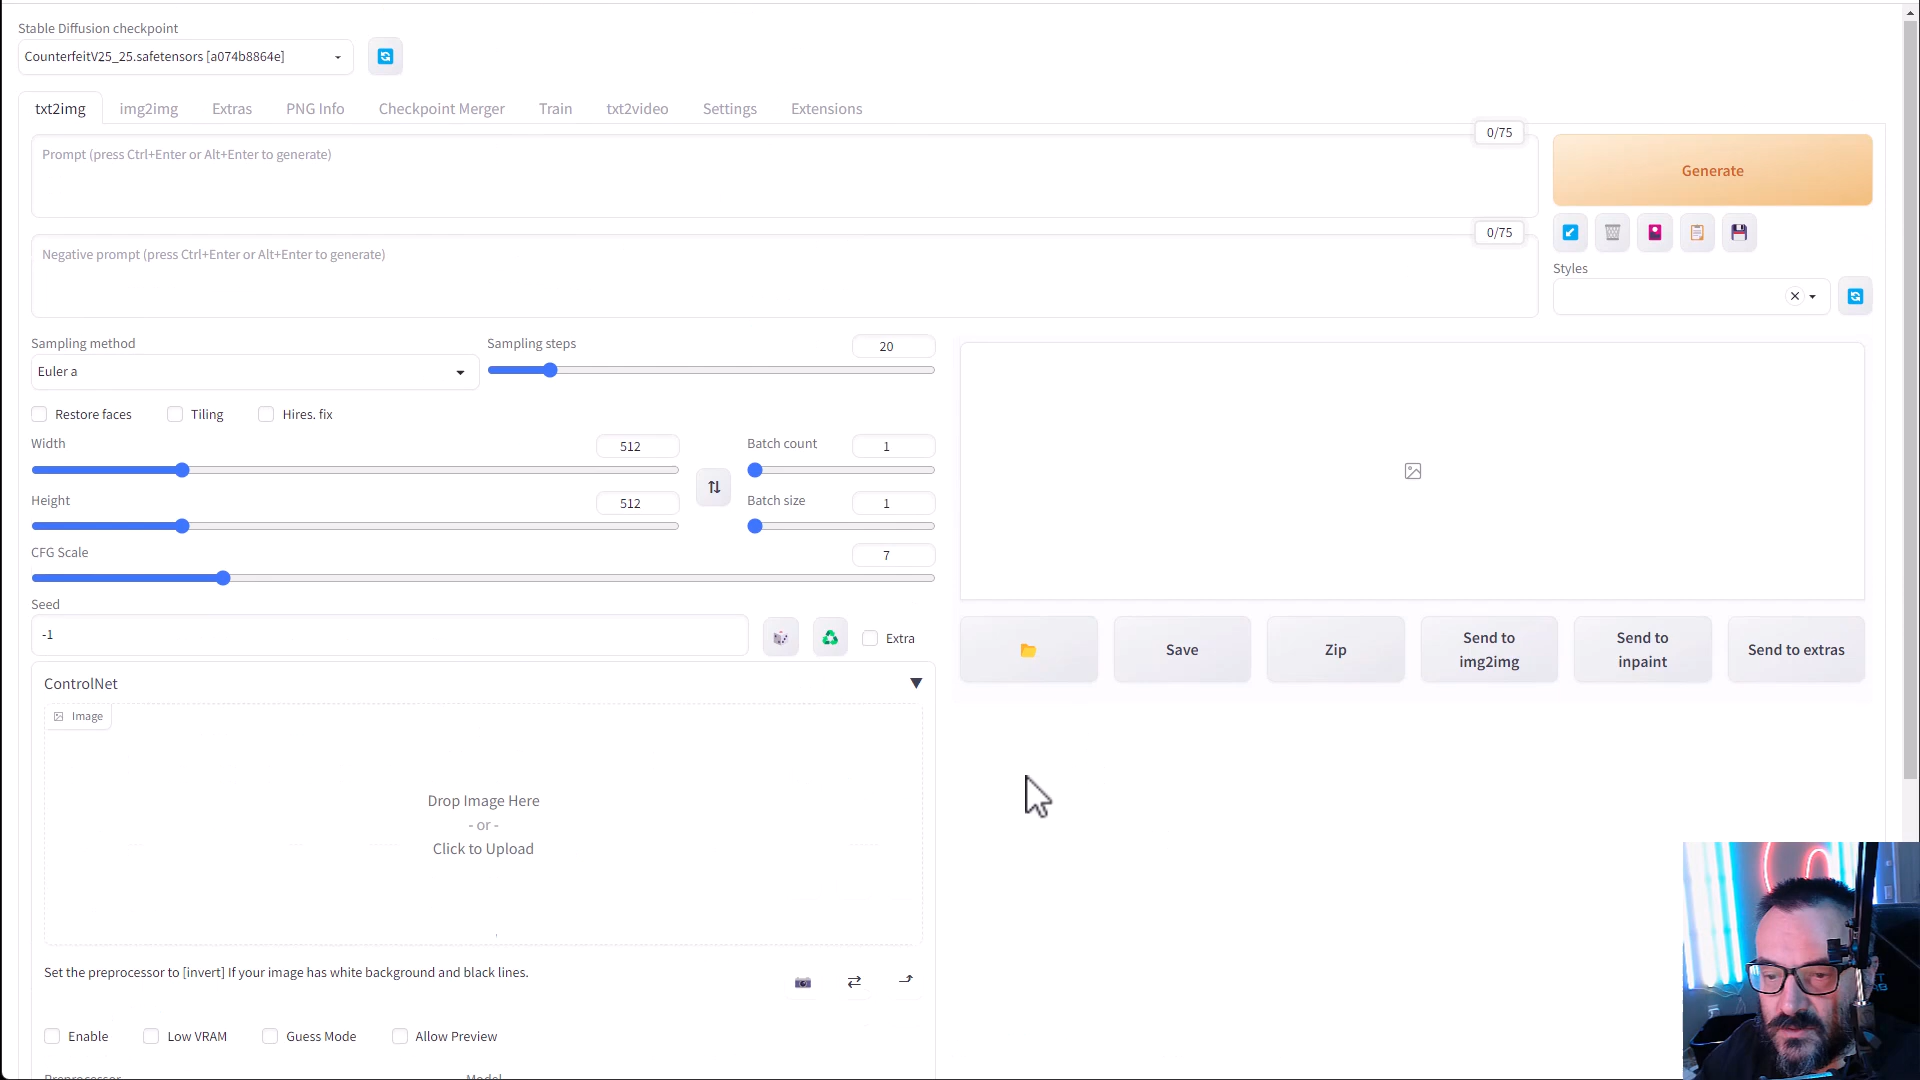 Stable Diffusion checkpoint
CounterfeitV25_25.safetensors [a074b8864e]
txt2img img2img Extras PNG Info Checkpoint Merger Train txt2video Settings Extensions
0/75
Prompt (press Ctrl+Enter or Alt+Enter to generate)
Generate
0/75
Negative prompt (press Ctrl+Enter or Alt+Enter to generate)
Styles
Sampling method
Euler a
Sampling steps
20
Restore faces Tiling Hires. fix
Width
512
Batch count
1
Height
512
Batch size
1
CFG Scale
7
Seed
-1
Extra
Save
Zip
Send to
img2img
Send to
inpaint
Send to extras
ControlNet
Image
Drop Image Here
- or -
Click to Upload
Set the preprocessor to [invert] If your image has white background and black lines.
Enable Low VRAM Guess Mode Allow Preview
Preprocessor Model